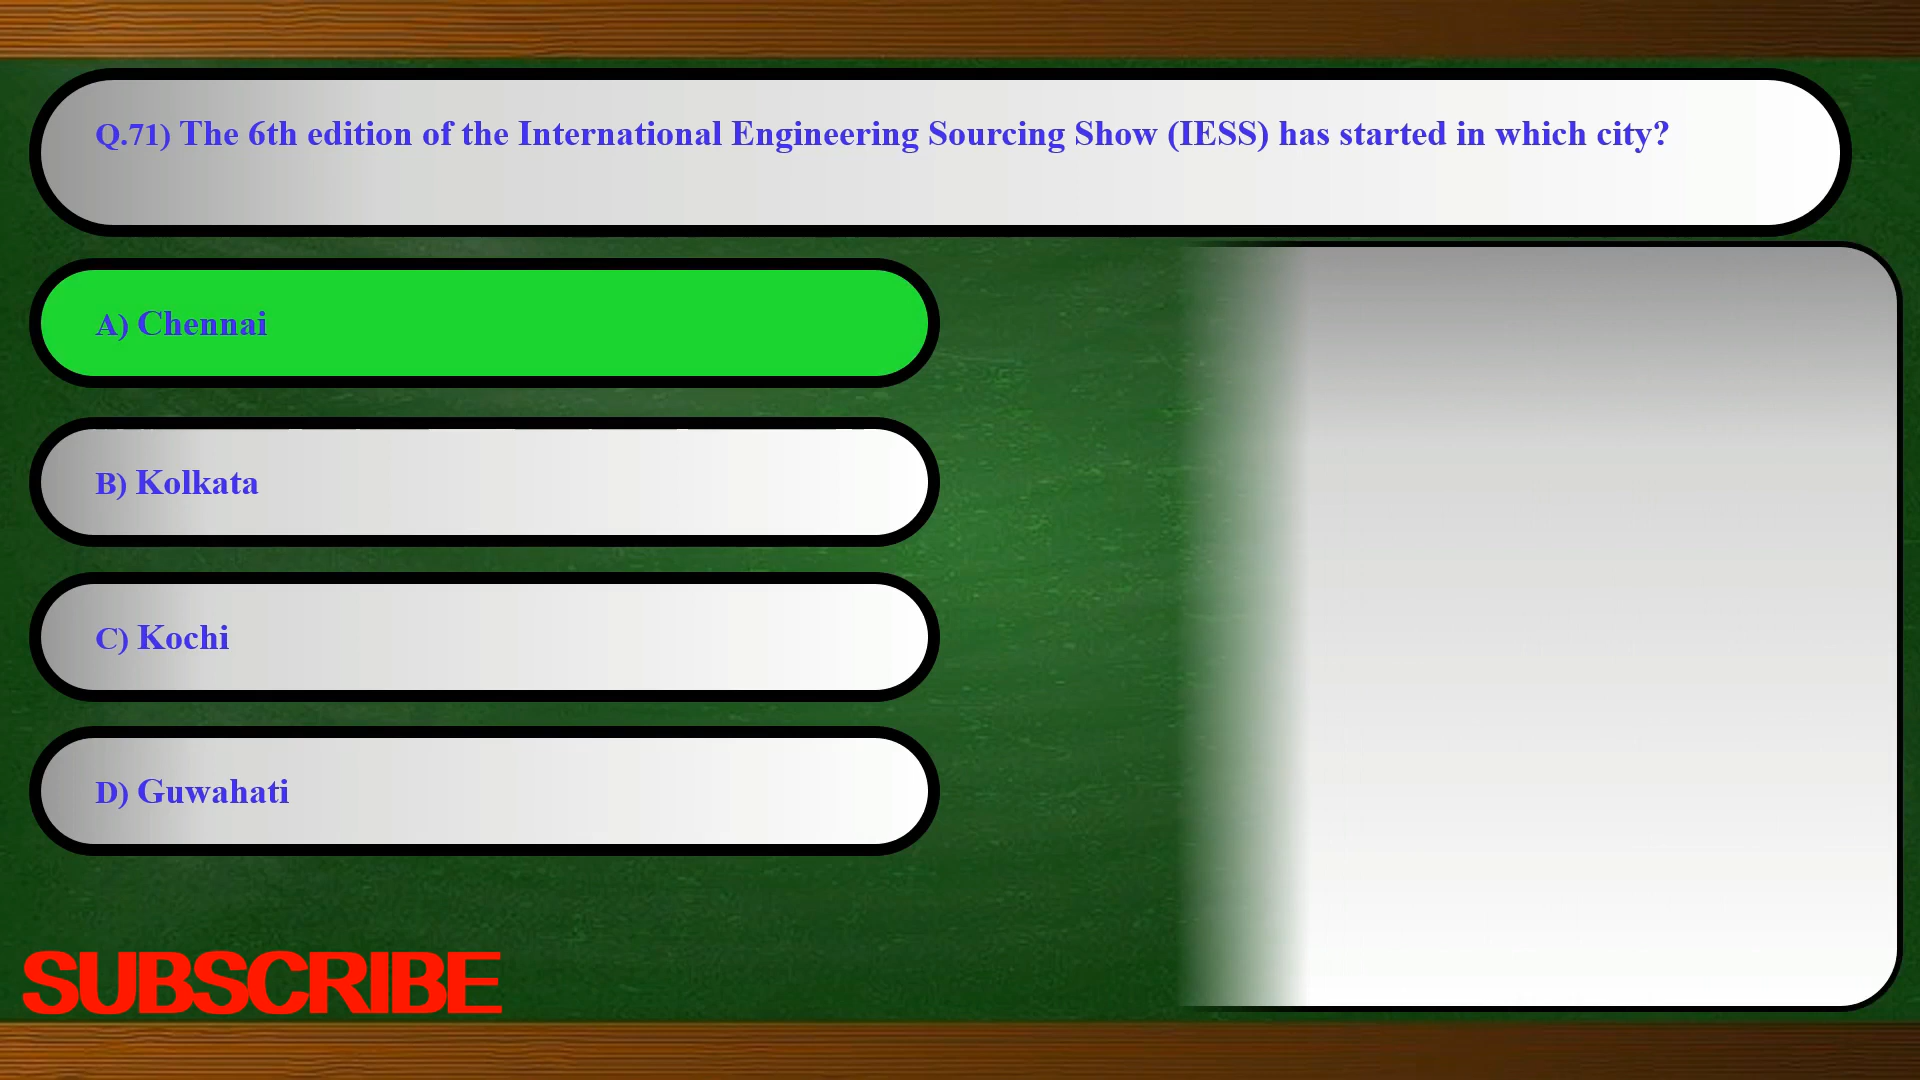 Q.71) The 6th edition of the International Engineering Sourcing Show (IESS) has started in which city?
A) Chennai
B) Kolkata
C) Kochi
D) Guwahati
SUBSCRIBE